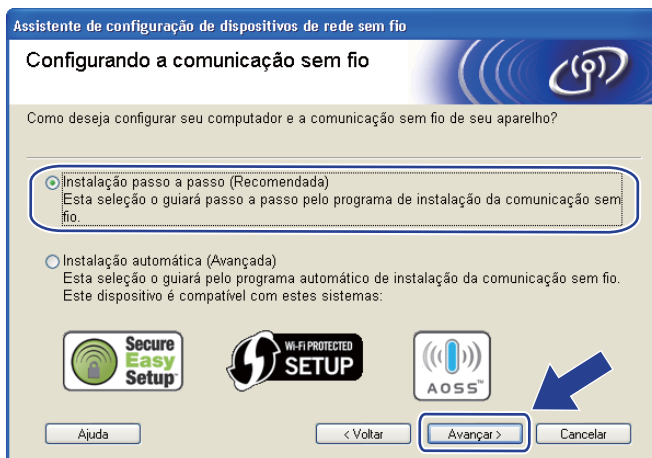 Assistente de configuração de dispositivos de rede sem fio
Configurando a comunicação sem fio
Como deseja configurar seu computador e a comunicação sem fio de seu aparelho?
Instalação passo a passo (Recomendada)
Esta seleção o guiará passo a passo pelo programa de instalação da comunicação sem
fio.
Instalação automática (Avançada)
Esta seleção o guiará pelo programa automático de instalação da comunicação sem fio.
Este dispositivo é compatível com estes sistemas:
Secure
Easy
Setup™
Wi-Fi PROTECTED
SETUP
AOSS™
Ajuda
< Voltar
Avançar >
Cancelar